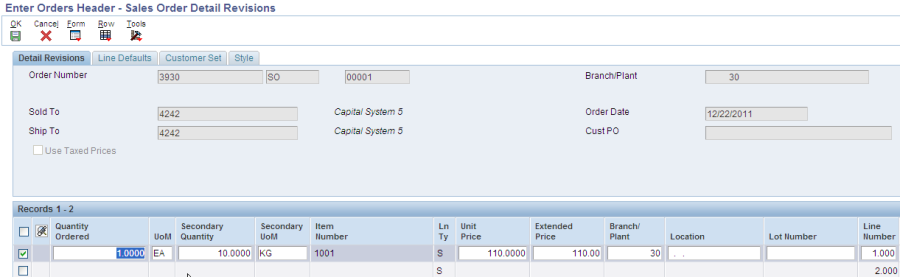 Enter Orders Header - Sales Order Detail Revisions
OK Cancel Form Row Tools
Detail Revisions Line Defaults Customer Set Style
Order Number 3930 SO 00001 Branch/Plant 30
Sold To 4242 Capital System 5 Order Date 12/22/2011
Ship To 4242 Capital System 5 Cust PO
Use Taxed Prices
Records 1 - 2
Quantity Ordered UoM Secondary Quantity Secondary UoM Item Number Ln Ty Unit Price Extended Price Branch/ Plant Location Lot Number Line Number
1.0000 EA 10.0000 KG 1001 S 110.0000 110.00 30 . . 1.000
S 2.000